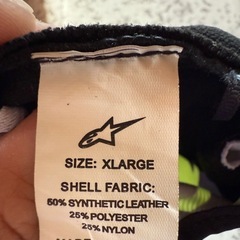 SIZE: XLARGE
SHELL FABRIC:
50% SYNTHETIC LEATHER
25% POLYESTER
25% NYLON